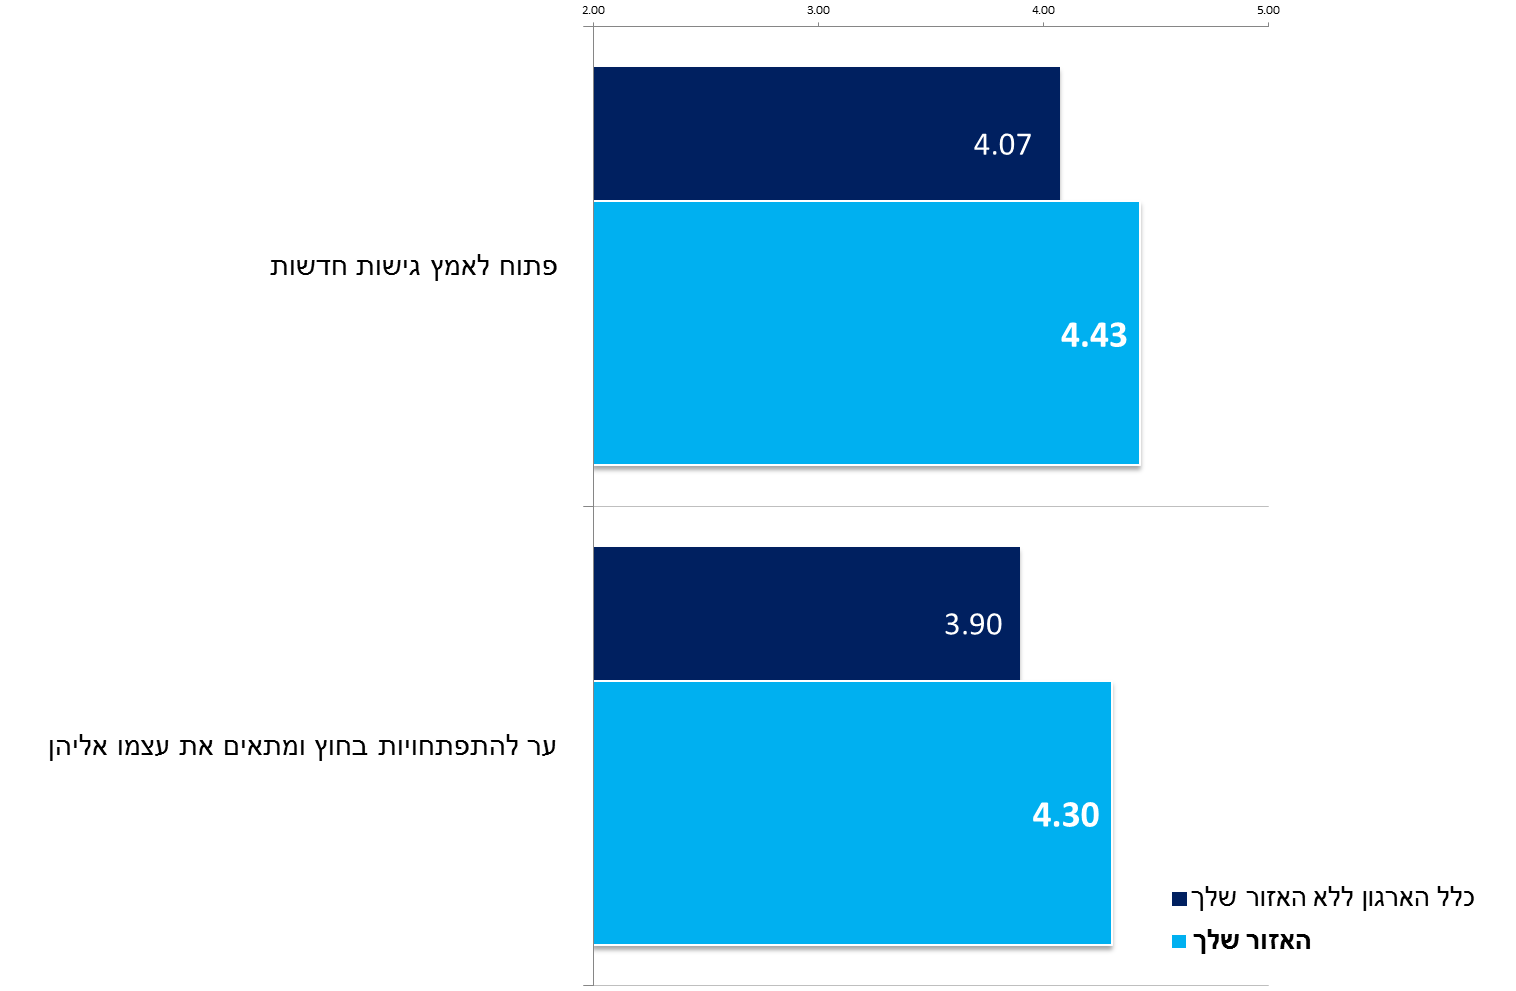 2.00 3.00 4.00 5.00
4.07
פתוח לאמץ גישות חדשות
4.43
3.90
ער להתפתחויות בחוץ ומתאים את עצמו אליהן
4.30
כלל הארגון ללא האזור שלך
האזור שלך